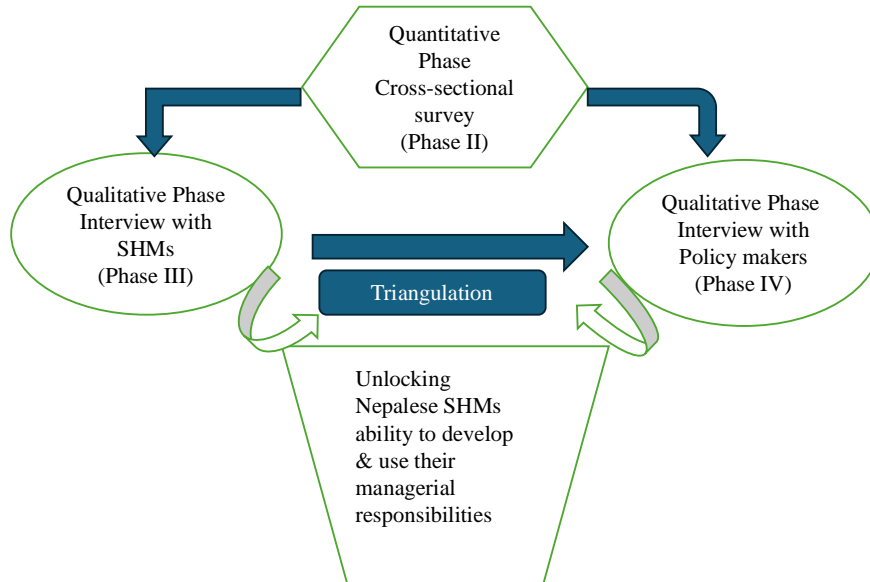 Quantitative
Phase
Cross-sectional
survey
(Phase II)
Qualitative Phase
Interview with
SHMs
(Phase III)
Qualitative Phase
Interview with
Policy makers
(Phase IV)
Triangulation
Unlocking
Nepalese SHMs
ability to develop
& use their
managerial
responsibilities